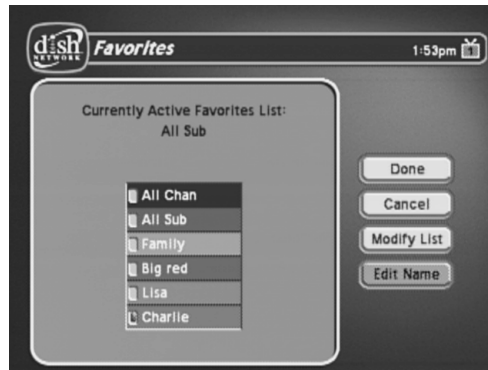 dish
NETWORK
Favorites
1:53pm 1
Currently Active Favorites List:
All Sub
All Chan
All Sub
Family
Big red
Lisa
Charlie
Done
Cancel
Modify List
Edit Name